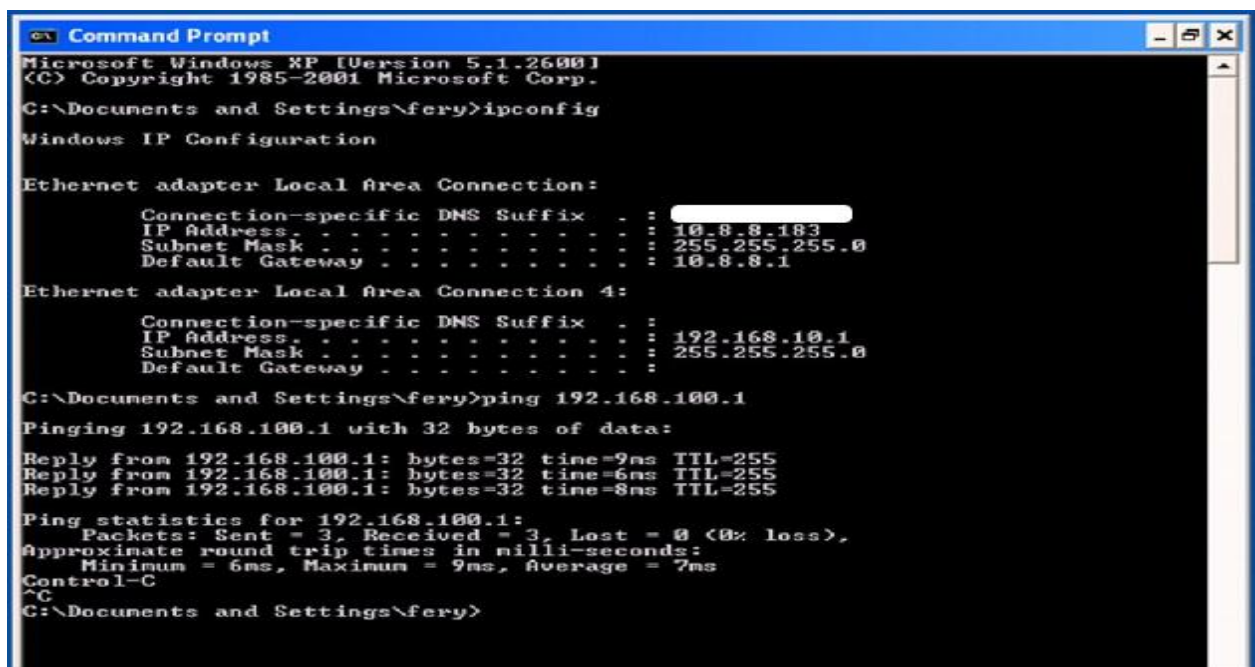 Command Prompt
Microsoft Windows XP [Version 5.1.2600]
(C) Copyright 1985-2001 Microsoft Corp.
C:\Documents and Settings\fery>ipconfig
Windows IP Configuration
Ethernet adapter Local Area Connection:
Connection-specific DNS Suffix . :
IP Address. . . . . . . . . . . . : 10.8.8.183
Subnet Mask . . . . . . . . . . . : 255.255.255.0
Default Gateway . . . . . . . . . : 10.8.8.1
Ethernet adapter Local Area Connection 4:
Connection-specific DNS Suffix . :
IP Address. . . . . . . . . . . . : 192.168.10.1
Subnet Mask . . . . . . . . . . . : 255.255.255.0
Default Gateway . . . . . . . . . :
C:\Documents and Settings\fery>ping 192.168.100.1
Pinging 192.168.100.1 with 32 bytes of data:
Reply from 192.168.100.1: bytes=32 time=9ms TTL=255
Reply from 192.168.100.1: bytes=32 time=6ms TTL=255
Reply from 192.168.100.1: bytes=32 time=8ms TTL=255
Ping statistics for 192.168.100.1:
Packets: Sent = 3, Received = 3, Lost = 0 (0% loss),
Approximate round trip times in milli-seconds:
Minimum = 6ms, Maximum = 9ms, Average = 7ms
Control-C
^C
C:\Documents and Settings\fery>